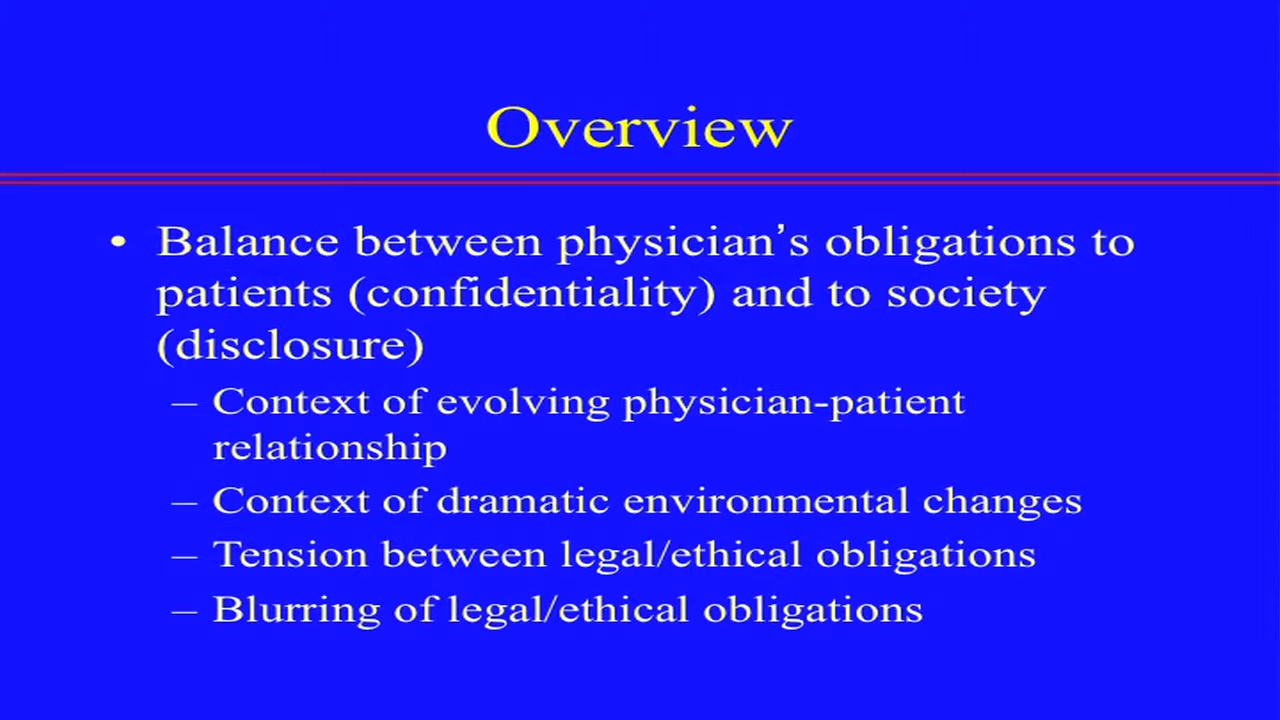 Overview
• Balance between physician’s obligations to
patients (confidentiality) and to society
(disclosure)
– Context of evolving physician-patient
relationship
– Context of dramatic environmental changes
– Tension between legal/ethical obligations
– Blurring of legal/ethical obligations